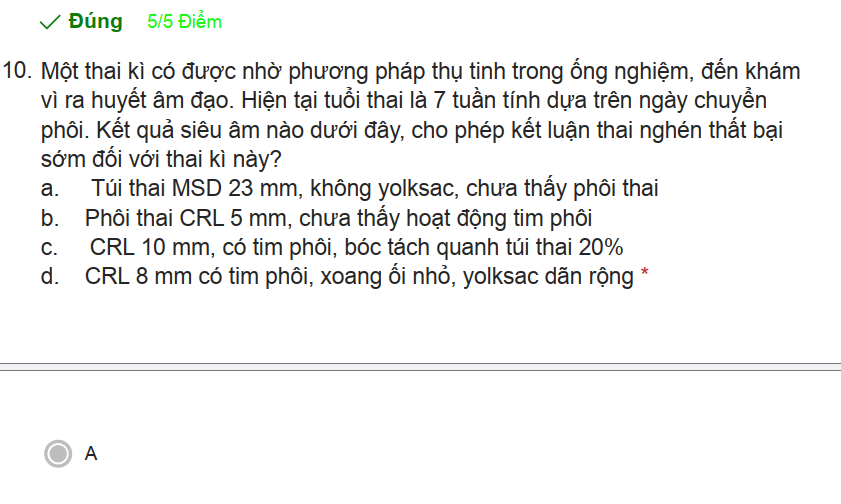 Đúng 5/5 Điểm
10. Một thai kì có được nhờ phương pháp thụ tinh trong ống nghiệm, đến khám
vì ra huyết âm đạo. Hiện tại tuổi thai là 7 tuần tính dựa trên ngày chuyển
phôi. Kết quả siêu âm nào dưới đây, cho phép kết luận thai nghén thất bại
sớm đối với thai kì này?
a. Túi thai MSD 23 mm, không yolksac, chưa thấy phôi thai
b. Phôi thai CRL 5 mm, chưa thấy hoạt động tim phôi
c. CRL 10 mm, có tim phôi, bóc tách quanh túi thai 20%
d. CRL 8 mm có tim phôi, xoang ối nhỏ, yolksac dãn rộng *
A